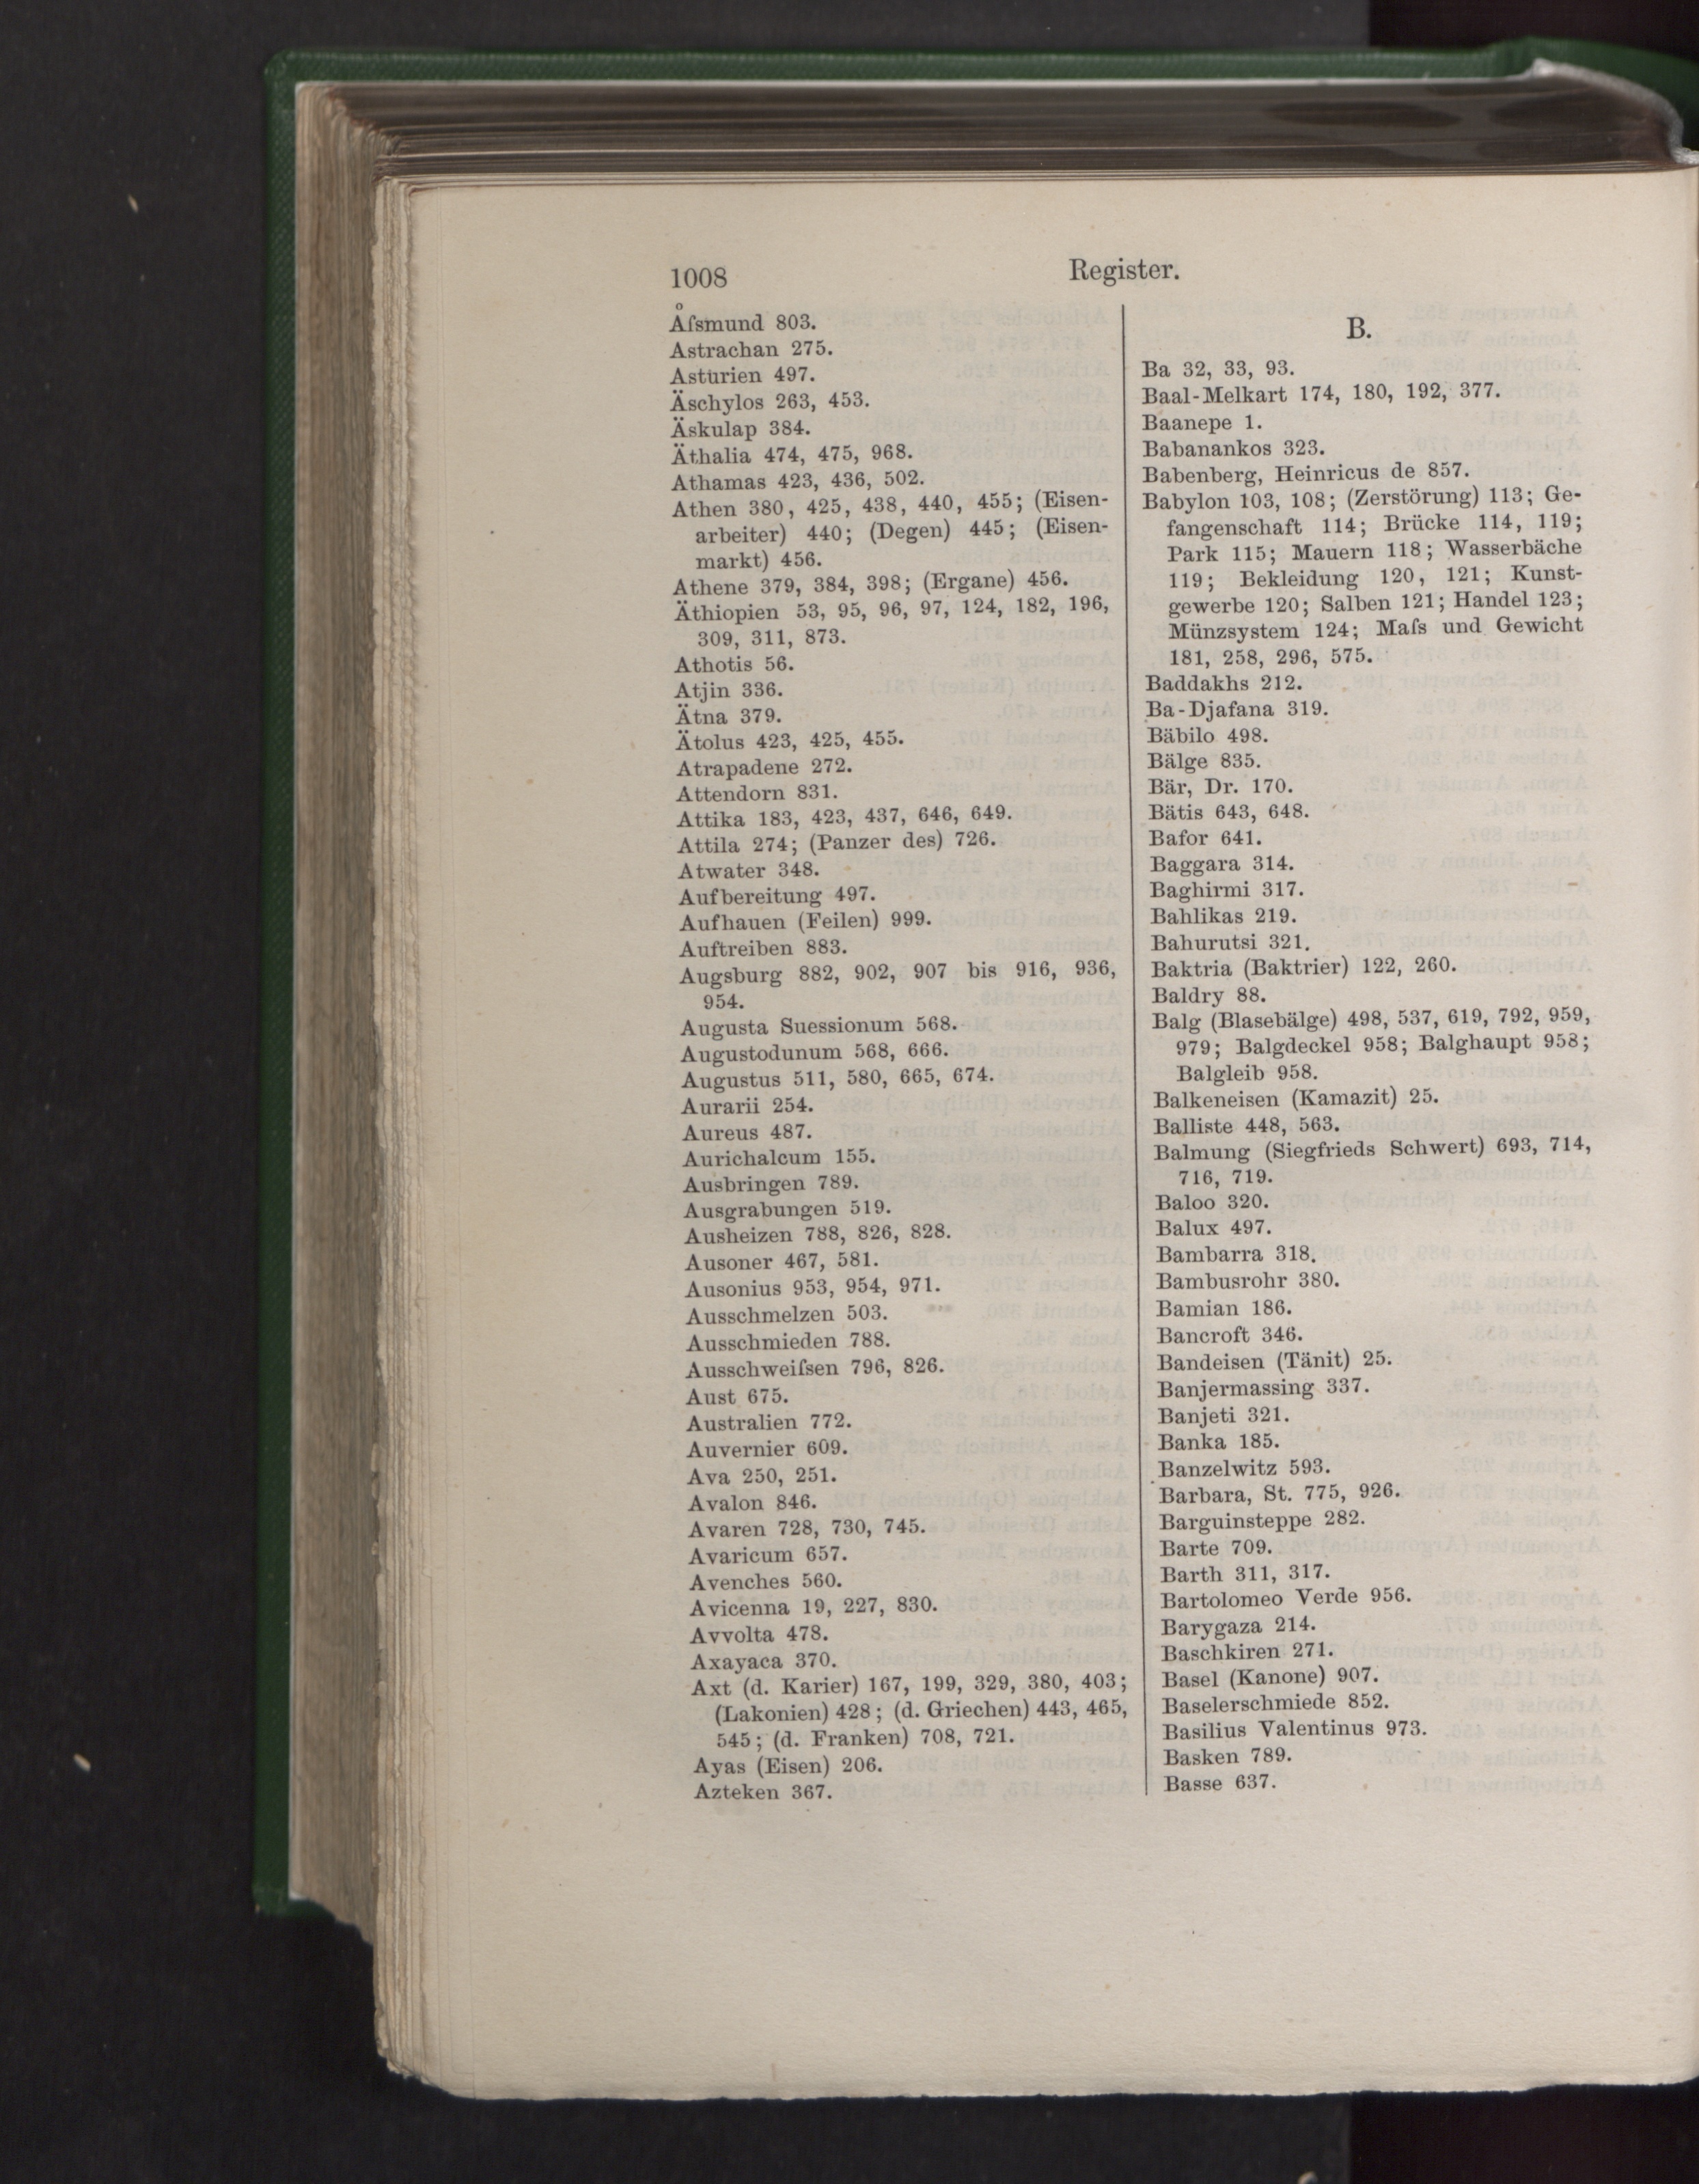 1008
Register.
Åſsmund 803.
Astrachan 275.
Asturien 497.
Äschylos 263, 453.
Äskulap 384.
Äthalia 474, 475, 968.
Athamas 423, 436, 502.
Athen 380, 425, 438, 440, 455; (Eisen-
arbeiter) 440; (Degen) 445; (Eisen-
markt) 456.
Athene 379, 384, 398; (Ergane) 456.
Äthiopien 53, 95, 96, 97, 124, 182, 196,
309, 311, 873.
Athotis 56.
Atjin 336.
Ätna 379.
Ätolus 423, 425, 455.
Atrapadene 272.
Attendorn 831.
Attika 183, 423, 437, 646, 649.
Attila 274; (Panzer des) 726.
Atwater 348.
Aufbereitung 497.
Aufhauen (Feilen) 999.
Auftreiben 883.
Augsburg 882, 902, 907 bis 916, 936,
954.
Augusta Suessionum 568.
Augustodunum 568, 666.
Augustus 511, 580, 665, 674.
Aurarii 254.
Aureus 487.
Aurichalcum 155.
Ausbringen 789.
Ausgrabungen 519.
Ausheizen 788, 826, 828.
Ausoner 467, 581.
Ausonius 953, 954, 971.
Ausschmelzen 503.
Ausschmieden 788.
Ausschweiſsen 796, 826.
Aust 675.
Australien 772.
Auvernier 609.
Ava 250, 251.
Avalon 846.
Avaren 728, 730, 745.
Avaricum 657.
Avenches 560.
Avicenna 19, 227, 830.
Avvolta 478.
Axayaca 370.
Axt (d. Karier) 167, 199, 329, 380, 403;
(Lakonien) 428; (d. Griechen) 443, 465,
545; (d. Franken) 708, 721.
Ayas (Eisen) 206.
Azteken 367.
B.
Ba 32, 33, 93.
Baal-Melkart 174, 180, 192, 377.
Baanepe 1.
Babanankos 323.
Babenberg, Heinricus de 857.
Babylon 103, 108; (Zerstörung) 113; Ge-
fangenschaft 114; Brücke 114, 119;
Park 115; Mauern 118; Wasserbäche
119; Bekleidung 120, 121; Kunst-
gewerbe 120; Salben 121; Handel 123;
Münzsystem 124; Maſs und Gewicht
181, 258, 296, 575.
Baddakhs 212.
Ba-Djafana 319.
Bäbilo 498.
Bälge 835.
Bär, Dr. 170.
Bätis 643, 648.
Bafor 641.
Baggara 314.
Baghirmi 317.
Bahlikas 219.
Bahurutsi 321.
Baktria (Baktrier) 122, 260.
Baldry 88.
Balg (Blasebälge) 498, 537, 619, 792, 959,
979; Balgdeckel 958; Balghaupt 958;
Balgleib 958.
Balkeneisen (Kamazit) 25.
Balliste 448, 563.
Balmung (Siegfrieds Schwert) 693, 714,
716, 719.
Baloo 320.
Balux 497.
Bambarra 318.
Bambusrohr 380.
Bamian 186.
Bancroft 346.
Bandeisen (Tänit) 25.
Banjermassing 337.
Banjeti 321.
Banka 185.
Banzelwitz 593.
Barbara, St. 775, 926.
Barguinsteppe 282.
Barte 709.
Barth 311, 317.
Bartolomeo Verde 956.
Barygaza 214.
Baschkiren 271.
Basel (Kanone) 907.
Baselerschmiede 852.
Basilius Valentinus 973.
Basken 789.
Basse 637.